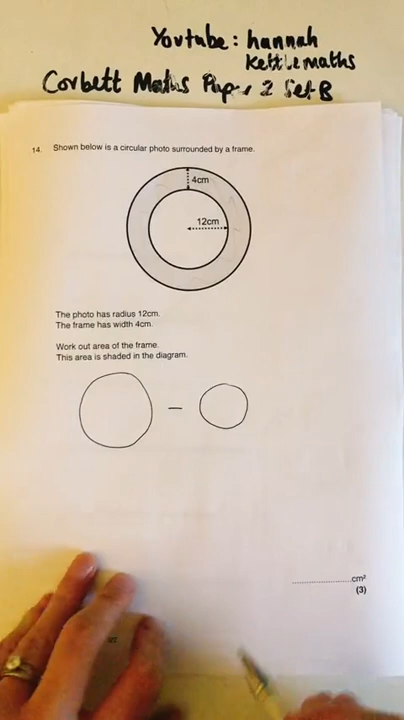 Youtube: hannah
kettlemaths
Corbett Maths Paper 2 Set B
14. Shown below is a circular photo surrounded by a frame.
4cm
12cm
The photo has radius 12cm.
The frame has width 4cm.
Work out area of the frame.
This area is shaded in the diagram.
cm²
(3)